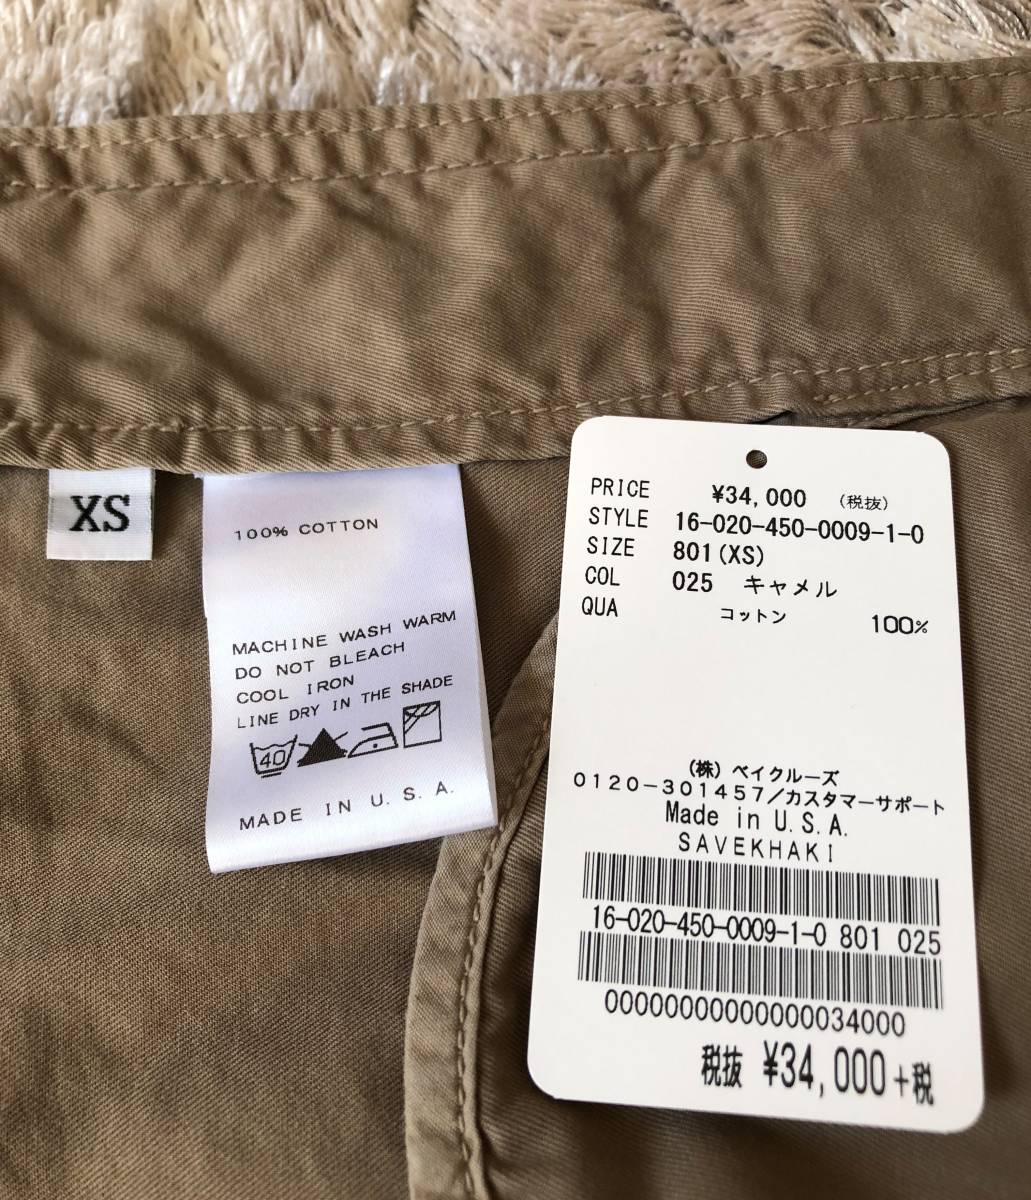 XS
100% COTTON
MACHINE WASH WARM
DO NOT BLEACH
COOL IRON
LINE DRY IN THE SHADE
40
MADE IN U. S. A.
PRICE ¥34,000 (税抜)
STYLE 16-020-450-0009-1-0
SIZE 801(XS)
COL 025 キャメル
QUA コットン 100%
(株) ベイクルーズ
0120-301457/カスタマーサポート
Made in U.S.A.
SAVEKHAKI
16-020-450-0009-1-0 801 025
00000000000000034000
税抜 ¥34,000+税